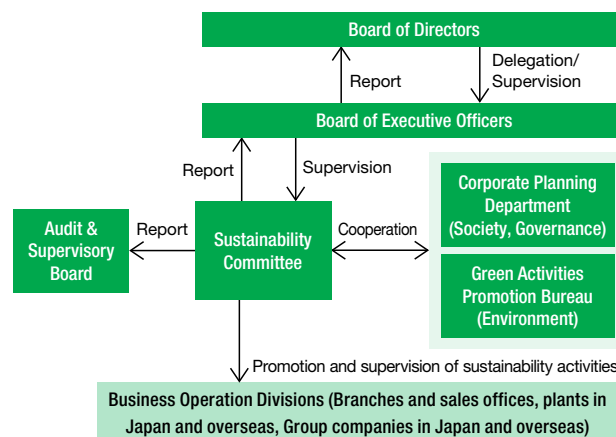 Board of Directors
Report
Delegation/
Supervision
Board of Executive Officers
Report
Supervision
Corporate Planning
Department
(Society, Governance)
Audit &
Supervisory
Board
Report
Sustainability
Committee
Cooperation
Green Activities
Promotion Bureau
(Environment)
Promotion and supervision of sustainability activities
Business Operation Divisions (Branches and sales offices, plants in
Japan and overseas, Group companies in Japan and overseas)